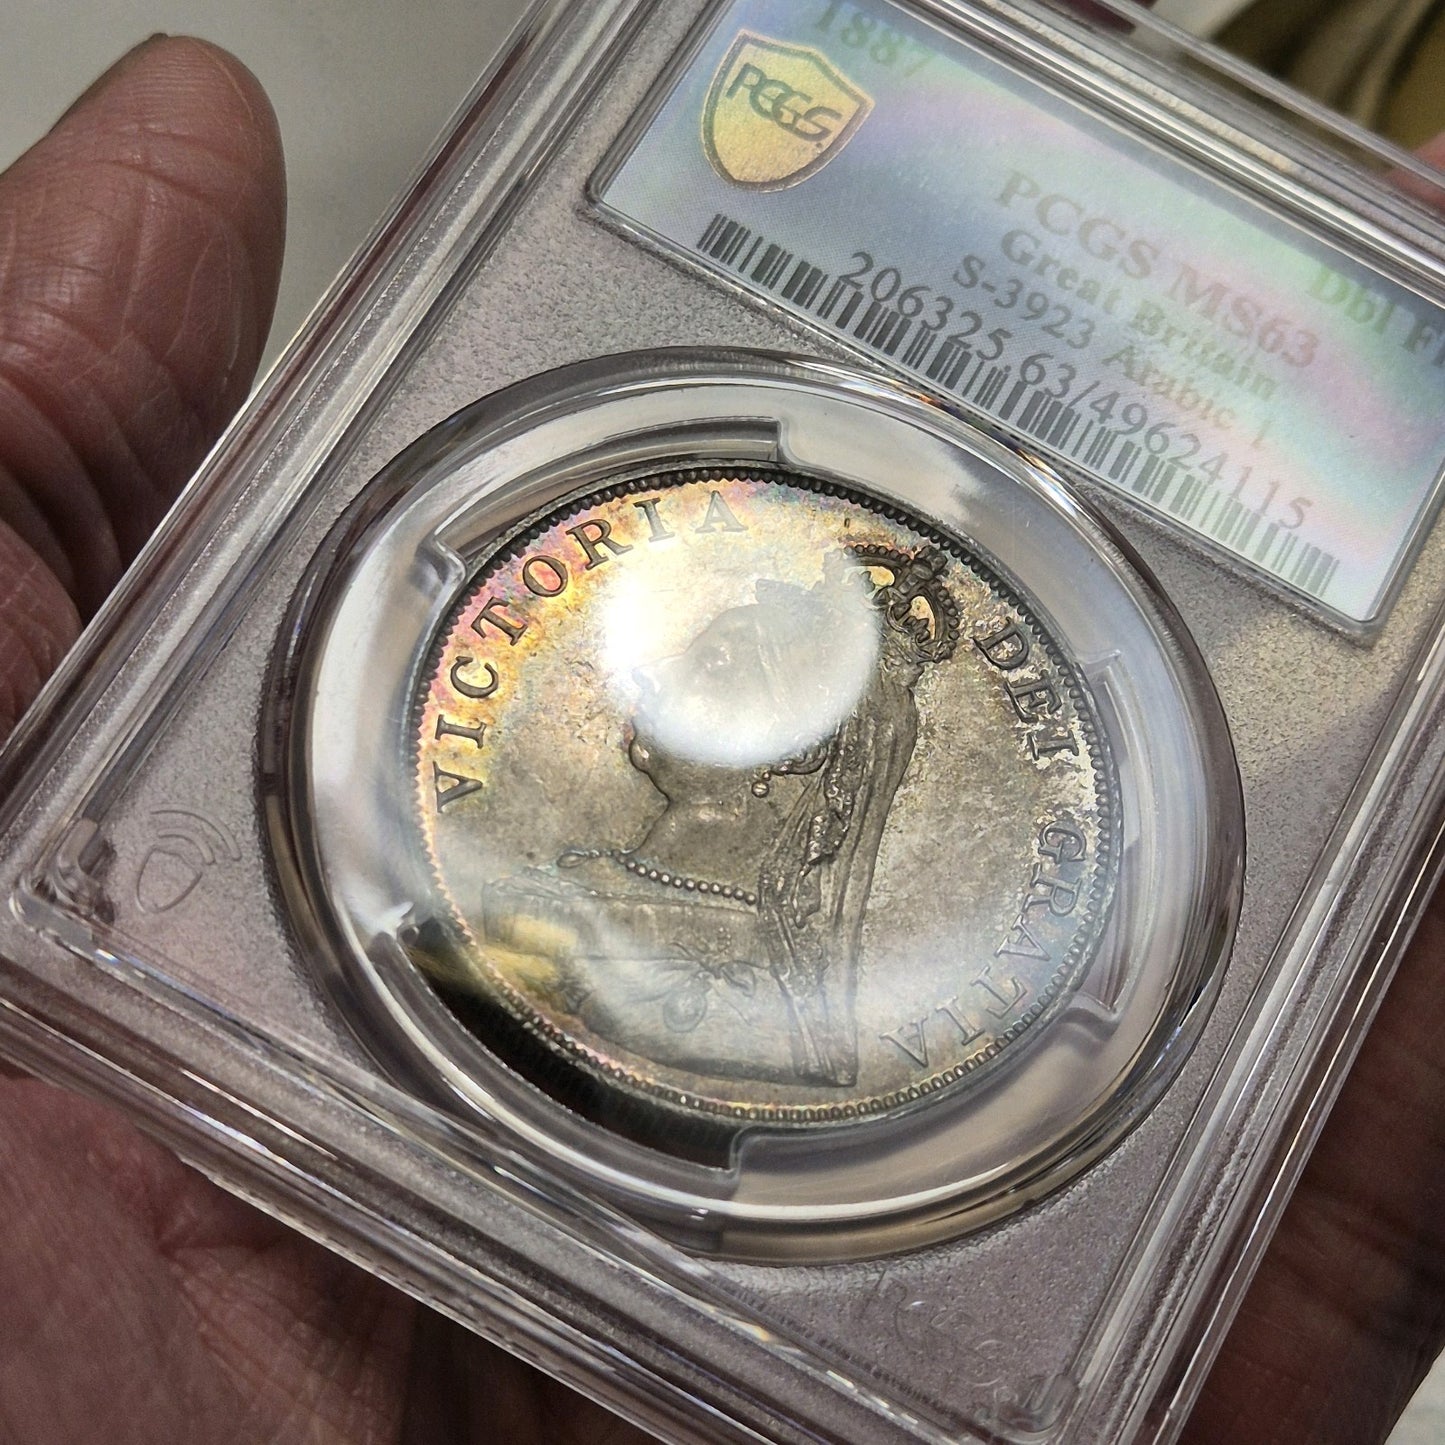 1887
Dbl Fl
PCGS
PCGS MS63
Great Britain
S-3923 Arabic 1
206325.63/49624115
VICTORIA DEI GRATIA